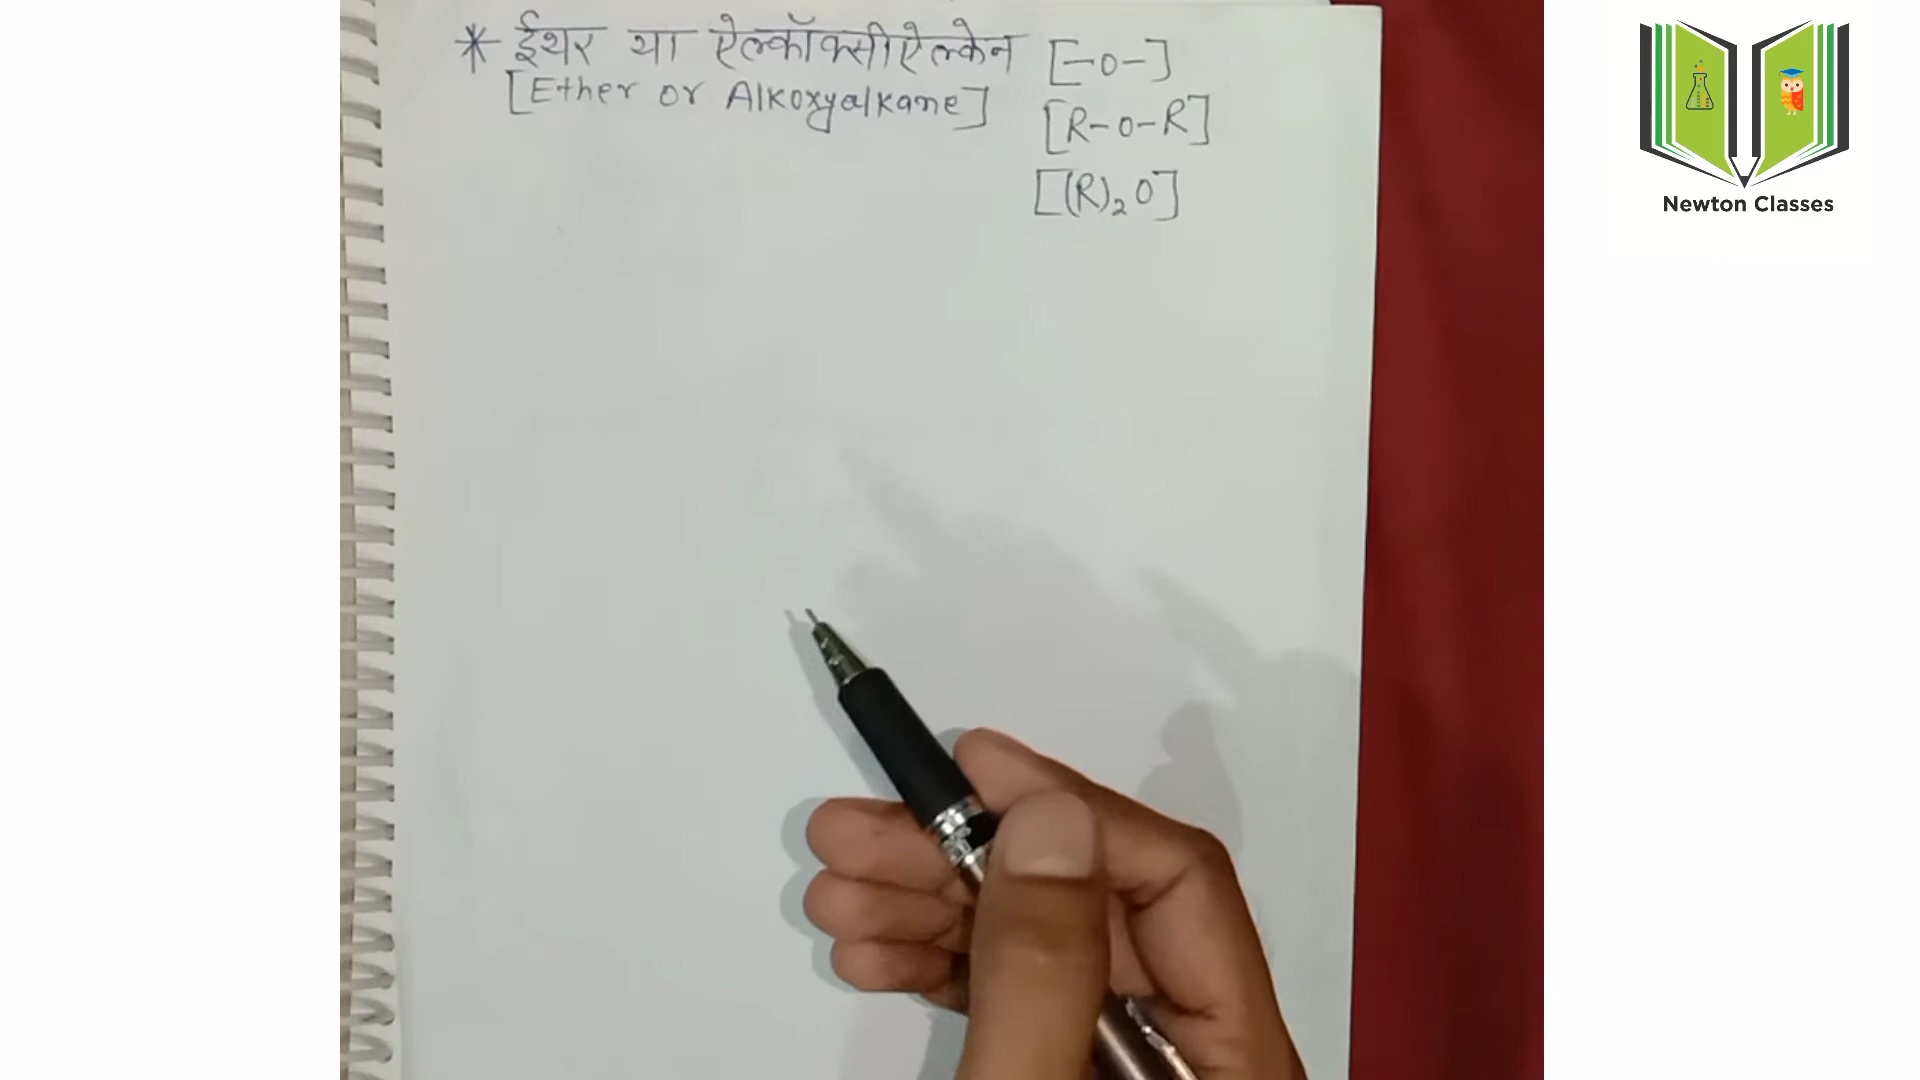 * ईथर या ऐल्कॉक्सीऐल्केन [-O-]
[Ether or Alkoxyalkane]
[R-O-R]
[(R)₂O]
Newton Classes